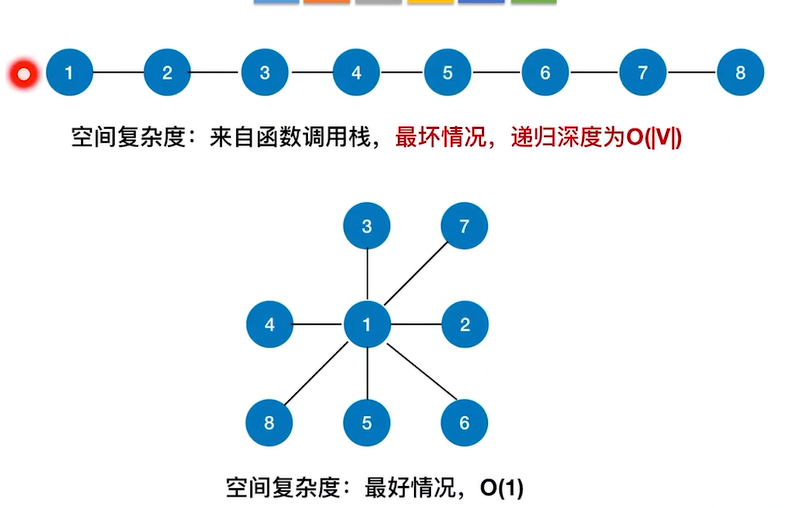 1 2 3 4 5 6 7 8
空间复杂度：来自函数调用栈，最坏情况，递归深度为O(|V|)
3 7
4 1 2
8 5 6
空间复杂度：最好情况，O(1)